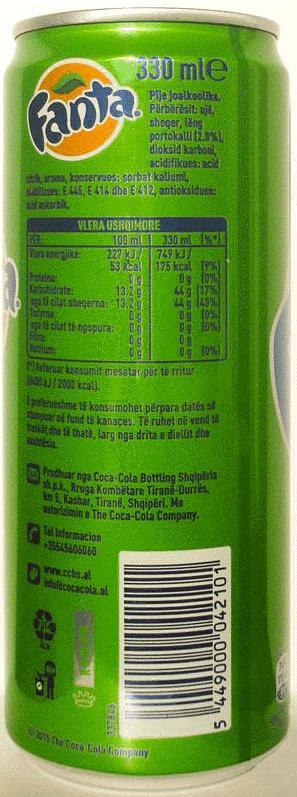 Fanta
330 ml e
Pije joalkoolike.
Përbërësit: ujë,
sheqer, lëng
portokalli (2.8%),
dioksid karboni,
acidifikues: acid
citrik, aroma, konservues: sorbat kaliumi,
stabilizues: E 445, E 414 dhe E 412, antioksidues:
acid askorbik.
VLERA USHQIMORE
PER: 100 ml 330 ml (%*)
Vlera energjike: 227 kJ/ 749 kJ/
53 kcal 175 kcal (9%)
Proteina: 0 g 0 g (0%)
Karbohidrate: 13.2 g 44 g (17%)
nga të cilat sheqerna: 13.2 g 44 g (48%)
Yndyrna: 0 g 0 g (0%)
nga të cilat të ngopura: 0 g 0 g (0%)
Fibra: 0 g 0 g
Natrium: 0 g 0 g (0%)
(*) Referuar konsumit mesatar për të rritur
(8400 kJ / 2000 kcal).
E preferueshme të konsumohet përpara datës së
stampuar në fund të kanaçes. Të ruhet në vend të
freskët dhe të thatë, larg nga drita e diellit dhe
Prodhuar nga Coca-Cola Bottling Shqipëria
sh.p.k., Rruga Kombëtare Tiranë-Durrës,
km 5, Kashar, Tiranë, Shqipëri. Me
autorizimin e The Coca-Cola Company.
Tel Informacion
+35545606060
www.ccbs.al
info@cocacola.al
5 449000 042101
© 2015 The Coca-Cola Company